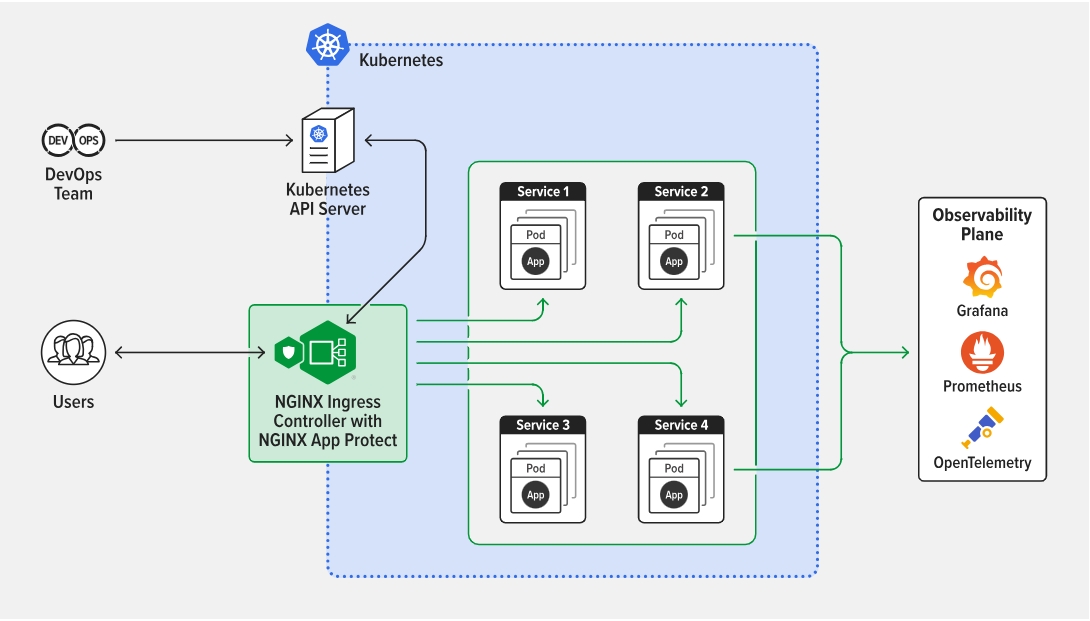 Kubernetes
DEV OPS
DevOps
Team
Kubernetes
API Server
Users
NGINX Ingress
Controller with
NGINX App Protect
Service 1
Pod
App
Service 2
Pod
App
Service 3
Pod
App
Service 4
Pod
App
Observability
Plane
Grafana
Prometheus
OpenTelemetry